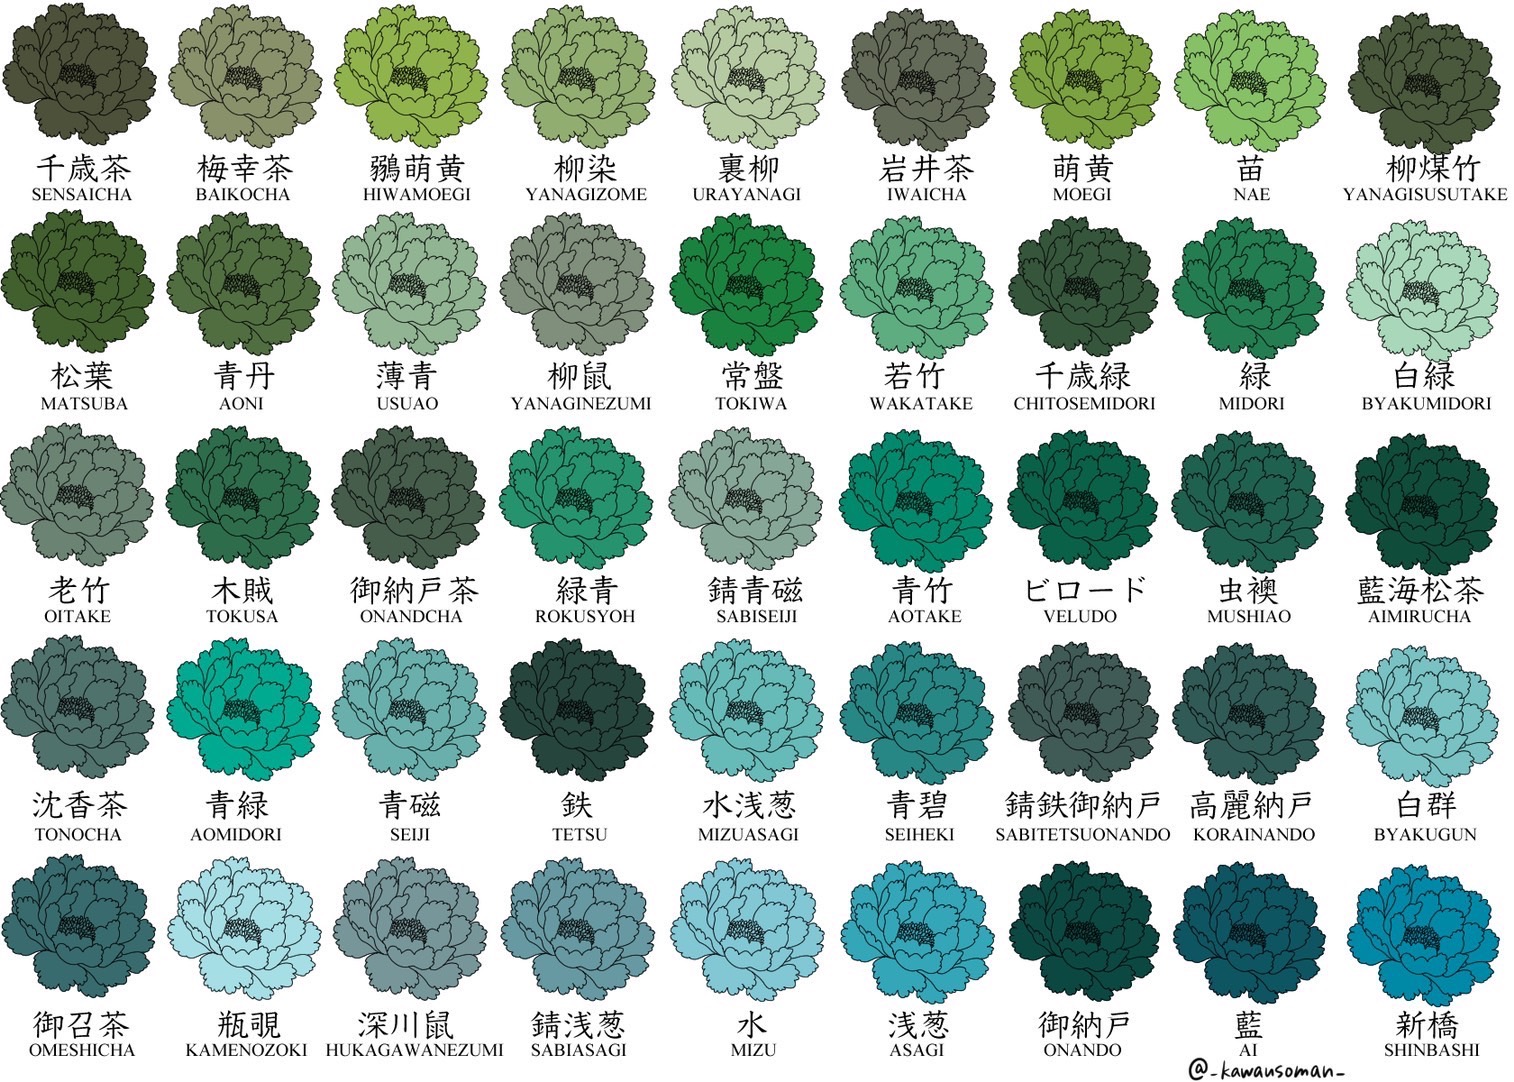 千歳茶 梅幸茶 鶸萌黄 柳染 裏柳 岩井茶 萌黄 苗 柳煤竹
SENSAICHA BAIKOCHA HIWAMOEGI YANAGIZOME URAYANAGI IWAICHA MOEGI NAE YANAGISUSUTAKE
松葉 青丹 薄青 柳鼠 常盤 若竹 千歳緑 緑 白緑
MATSUBA AONI USUAO YANAGINEZUMI TOKIWA WAKATAKE CHITOSEMIDORI MIDORI BYAKUMIDORI
老竹 木賊 御納戸茶 緑青 錆青磁 青竹 ビロード 虫襖 藍海松茶
OITAKE TOKUSA ONANDCHA ROKUSYOH SABISEIJI AOTAKE VELUDO MUSHIAO AIMIRUCHA
沈香茶 青緑 青磁 鉄 水浅葱 青碧 錆鉄御納戸 高麗納戸 白群
TONOCHA AOMIDORI SEIJI TETSU MIZUASAGI SEIHEKI SABITETSUONANDO KORAINANDO BYAKUGUN
御召茶 瓶覗 深川鼠 錆浅葱 水 浅葱 御納戸 藍 新橋
OMESHICHA KAMENOZOKI HUKAGAWANEZUMI SABIASAGI MIZU ASAGI ONANDO AI SHINBASHI
@-kawausoman-